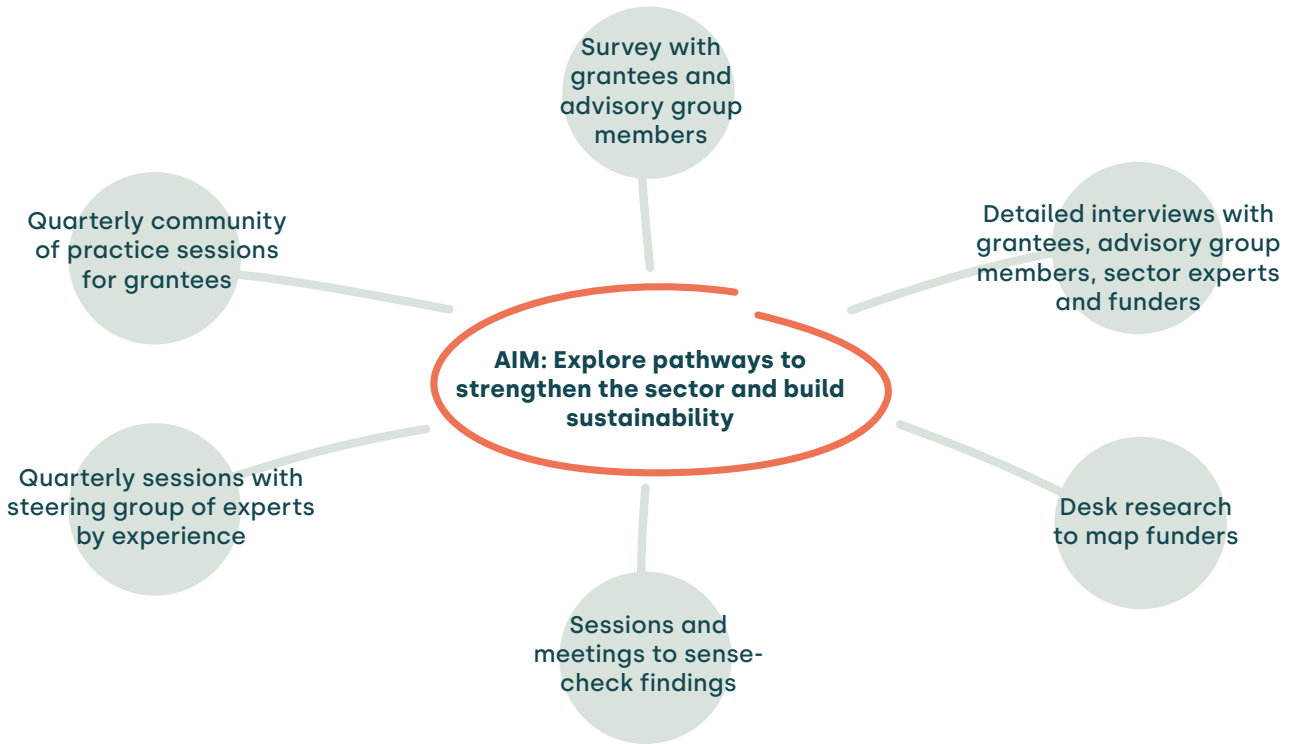 Survey with
grantees and
advisory group
members
Quarterly community
of practice sessions
for grantees
Detailed interviews with
grantees, advisory group
members, sector experts
and funders
AIM: Explore pathways to
strengthen the sector and build
sustainability
Quarterly sessions with
steering group of experts
by experience
Desk research
to map funders
Sessions and
meetings to sense-
check findings